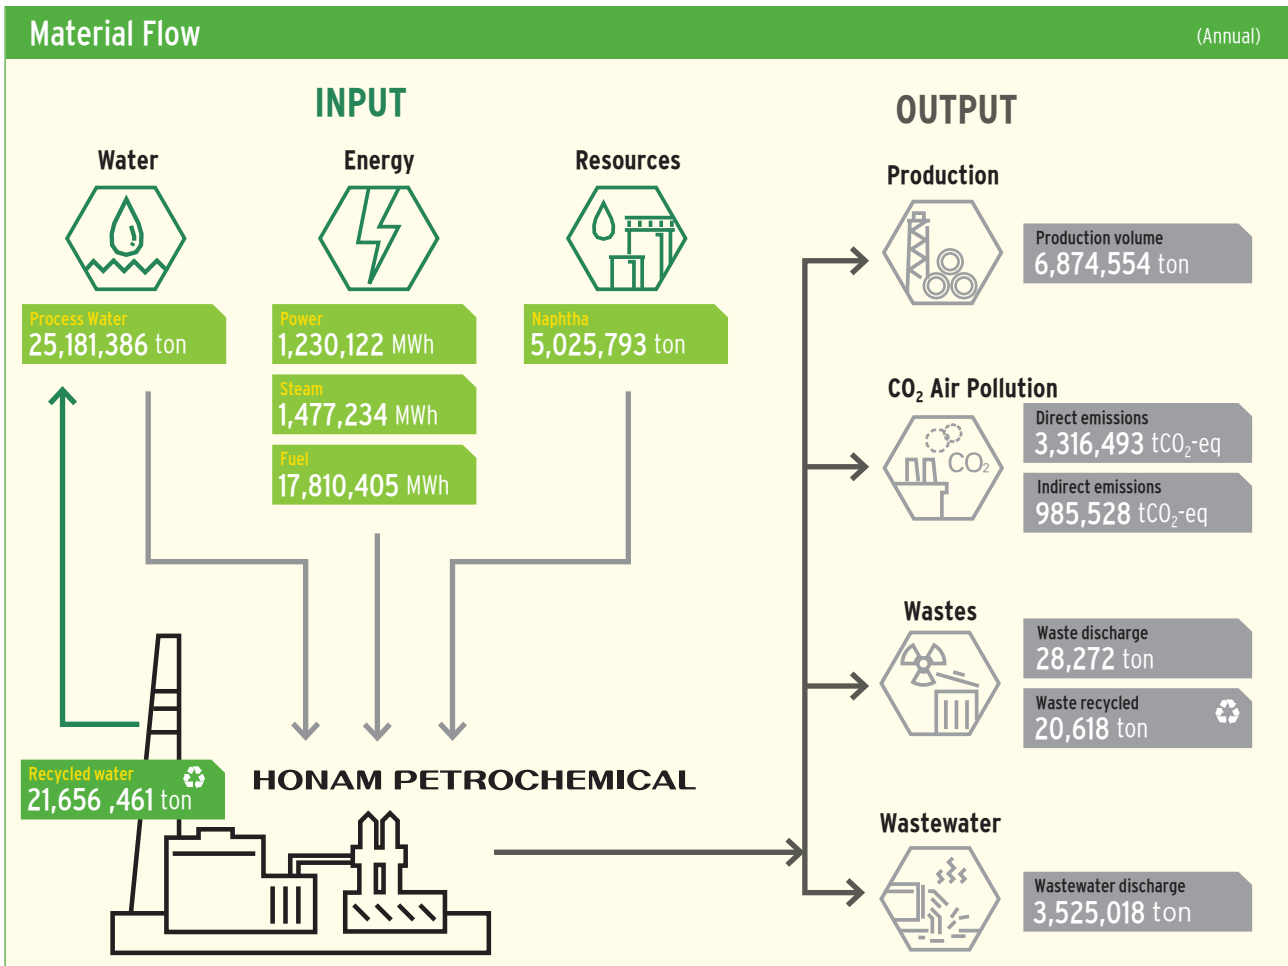 Material Flow
(Annual)
INPUT
Water
Process Water
25,181,386 ton
Energy
Power
1,230,122 MWh
Steam
1,477,234 MWh
Fuel
17,810,405 MWh
Resources
Naphtha
5,025,793 ton
Recycled water
21,656 ,461 ton
HONAM PETROCHEMICAL
OUTPUT
Production
Production volume
6,874,554 ton
CO₂ Air Pollution
CO₂
Direct emissions
3,316,493 tCO₂-eq
Indirect emissions
985,528 tCO₂-eq
Wastes
Waste discharge
28,272 ton
Waste recycled
20,618 ton
Wastewater
Wastewater discharge
3,525,018 ton